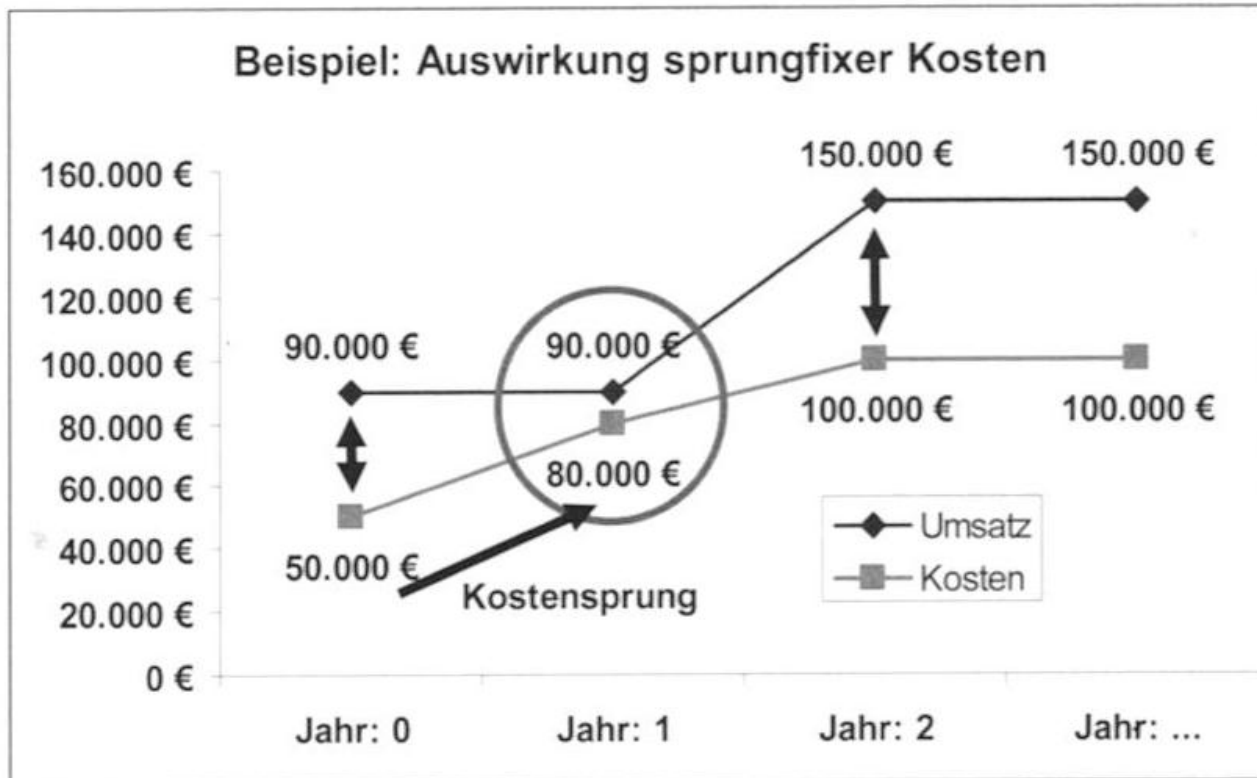 Beispiel: Auswirkung sprungfixer Kosten
160.000 €
140.000 €
120.000 €
100.000 €
80.000 €
60.000 €
40.000 €
20.000 €
0 €
90.000 €
90.000 €
150.000 €
150.000 €
50.000 €
80.000 €
100.000 €
100.000 €
Kostensprung
Umsatz
Kosten
Jahr: 0
Jahr: 1
Jahr: 2
Jahr: ...